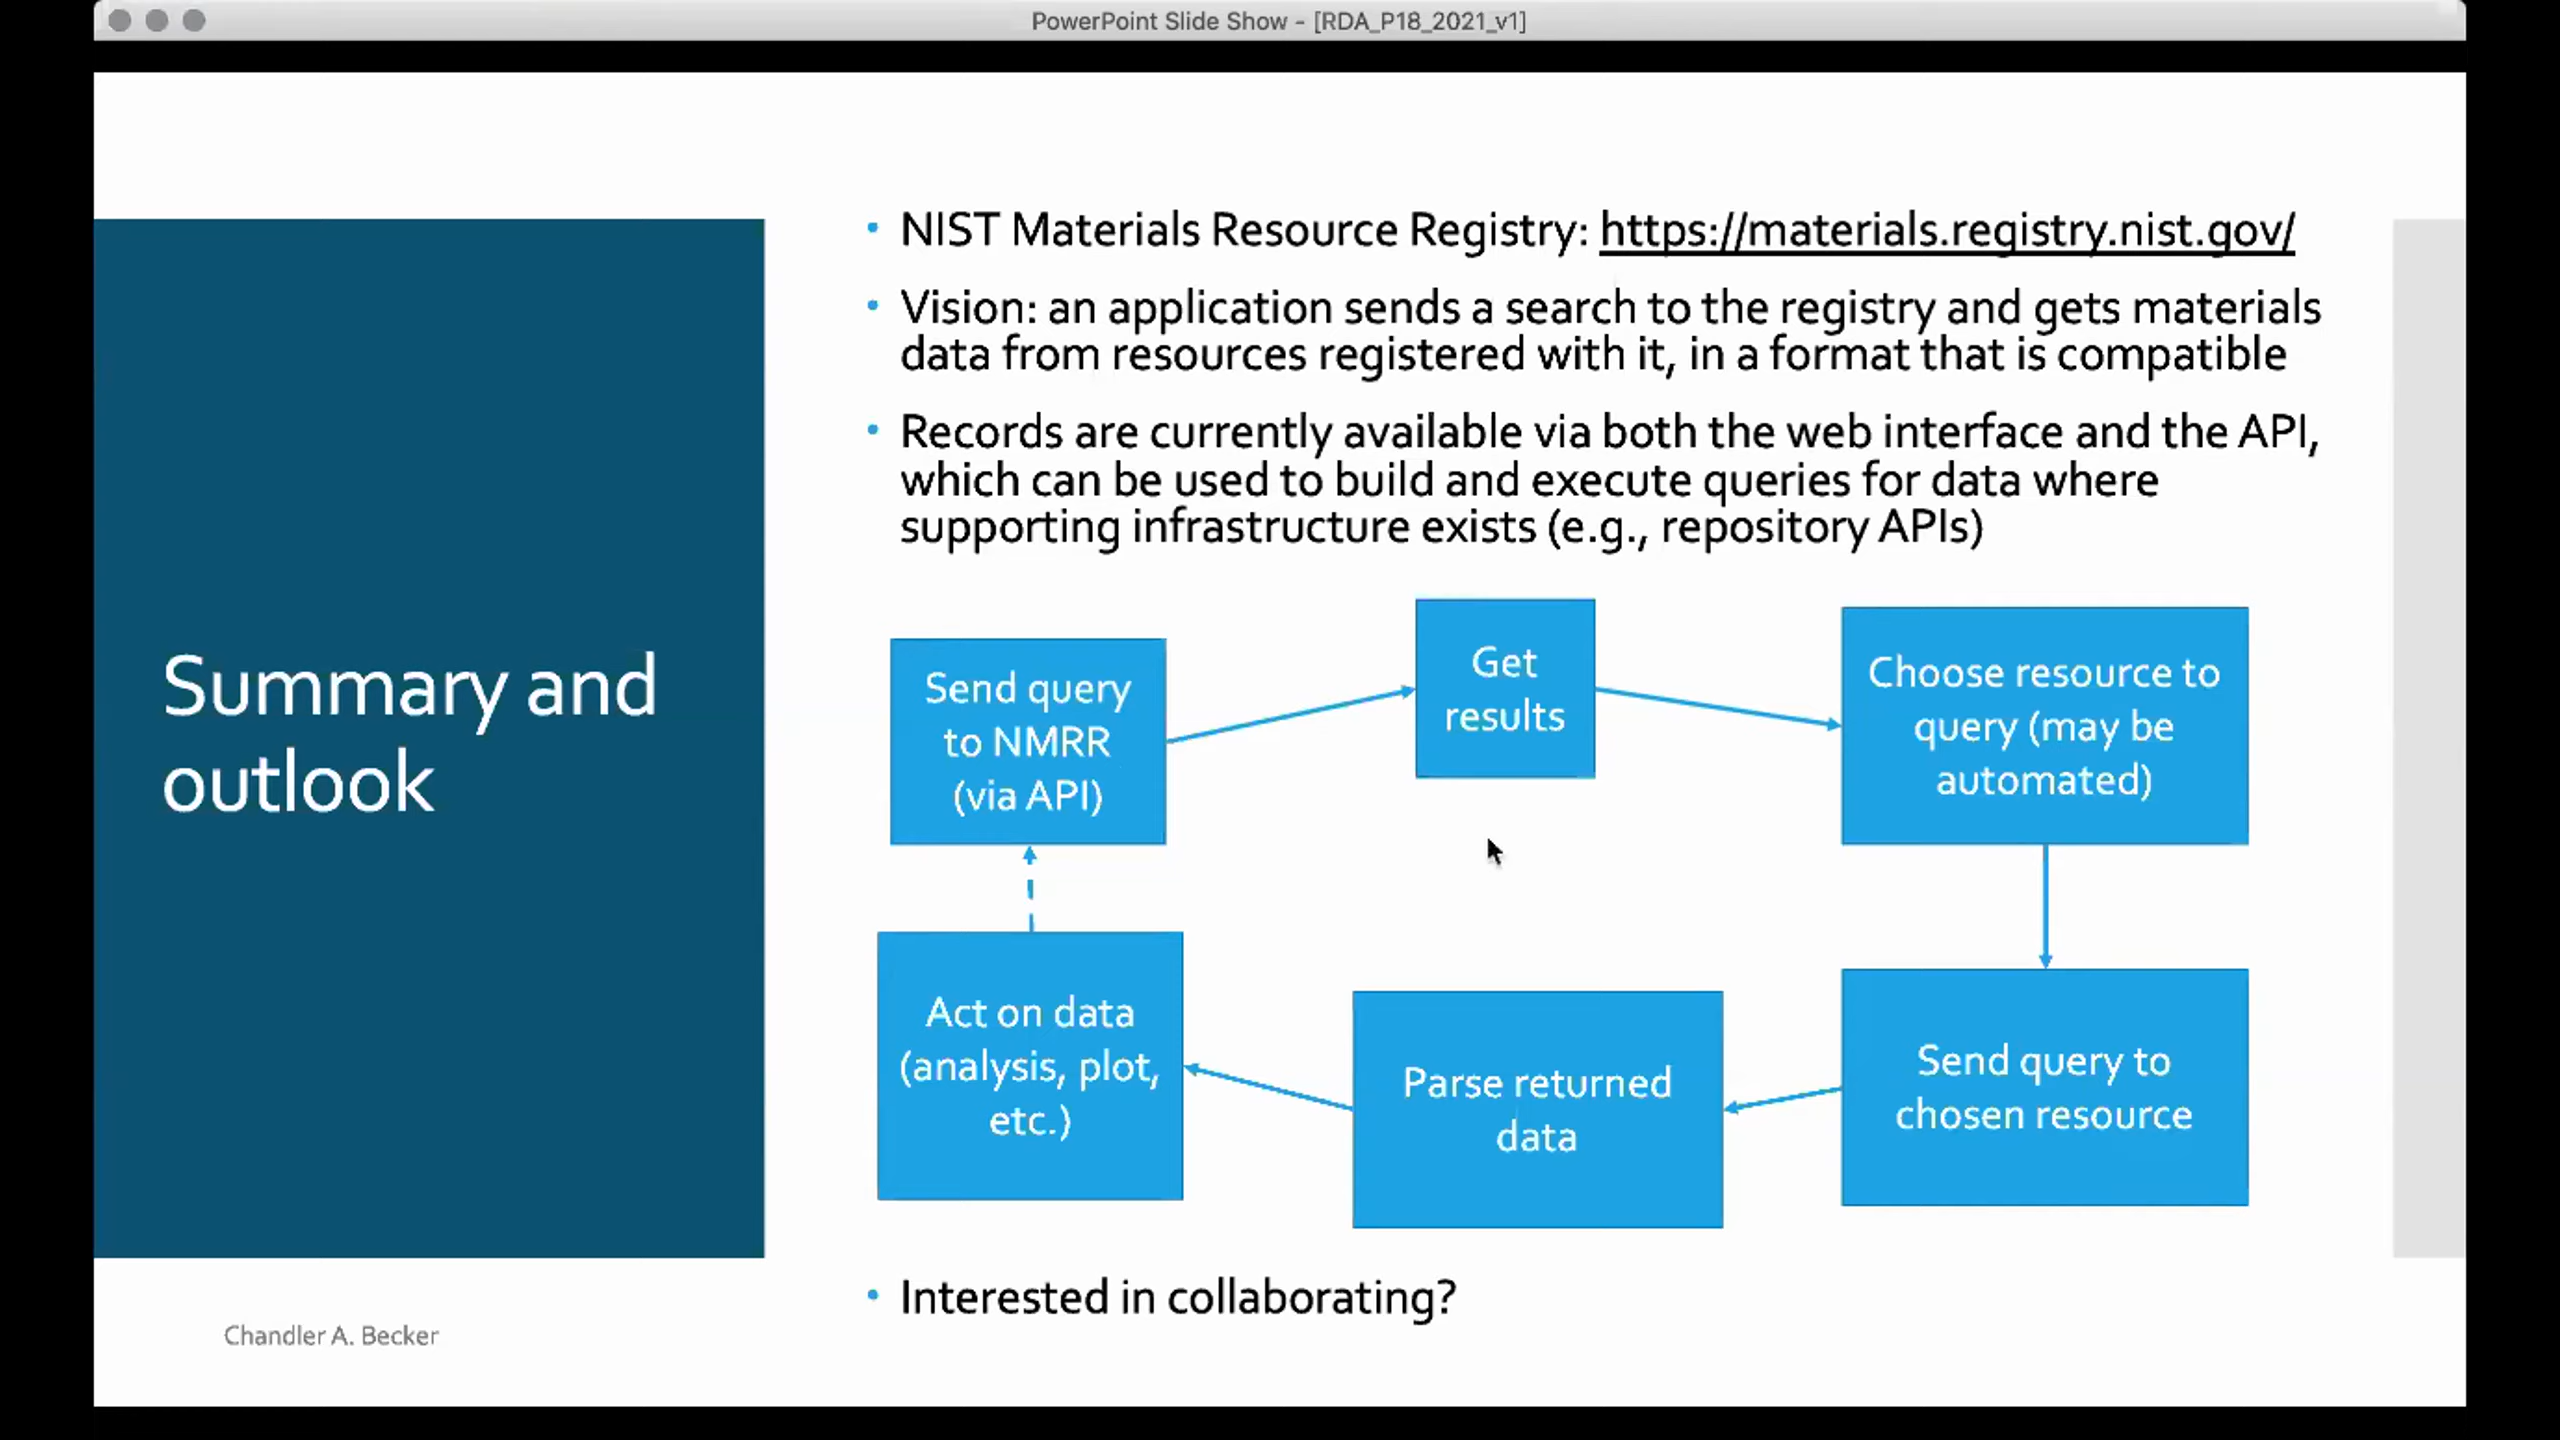 PowerPoint Slide Show - [RDA_P18_2021_v1]
Summary and
outlook
• NIST Materials Resource Registry: https://materials.registry.nist.gov/
• Vision: an application sends a search to the registry and gets materials
data from resources registered with it, in a format that is compatible
• Records are currently available via both the web interface and the API,
which can be used to build and execute queries for data where
supporting infrastructure exists (e.g., repository APIs)
Send query
to NMRR
(via API)
Get
results
Choose resource to
query (may be
automated)
Send query to
chosen resource
Parse returned
data
Act on data
(analysis, plot,
etc.)
• Interested in collaborating?
Chandler A. Becker